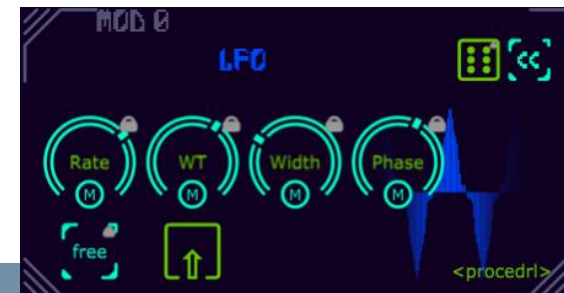 MOD 0
LFO
<<
Rate WT Width Phase
M M M M
free
<procedrl>